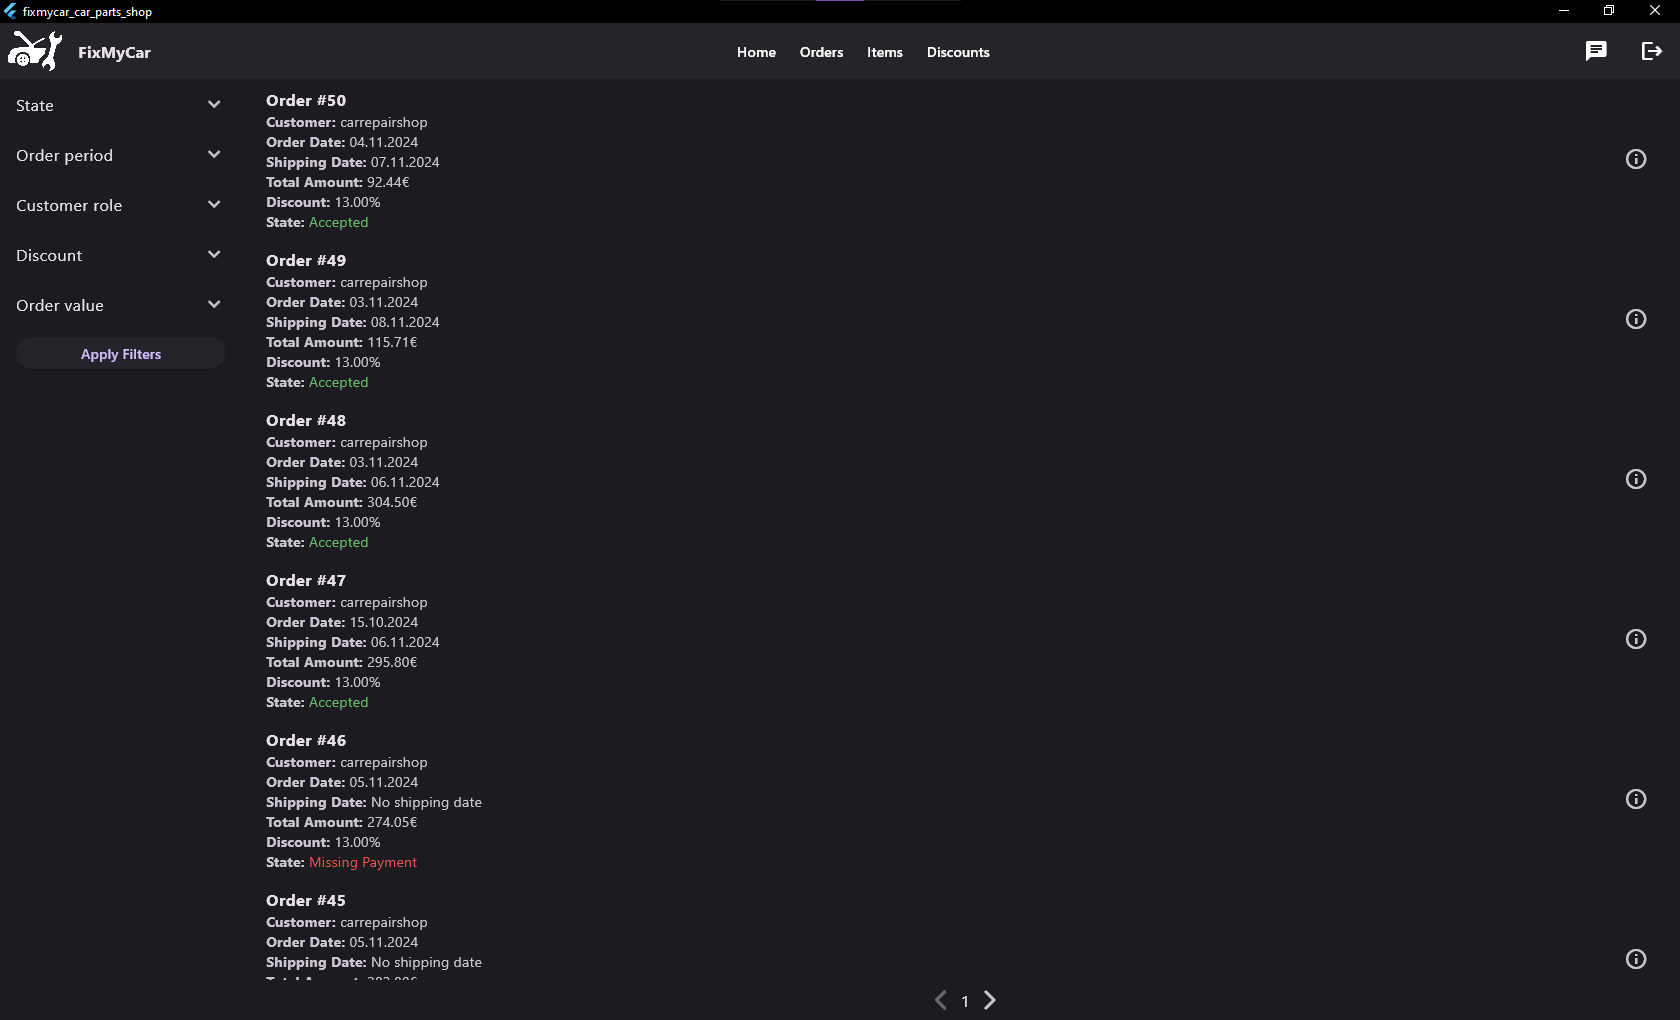 fixmycar_car_parts_shop
FixMyCar
Home Orders Items Discounts
State
Order period
Customer role
Discount
Order value
Apply Filters
Order #50
Customer: carrepairshop
Order Date: 04.11.2024
Shipping Date: 07.11.2024
Total Amount: 92.44€
Discount: 13.00%
State: Accepted
Order #49
Customer: carrepairshop
Order Date: 03.11.2024
Shipping Date: 08.11.2024
Total Amount: 115.71€
Discount: 13.00%
State: Accepted
Order #48
Customer: carrepairshop
Order Date: 03.11.2024
Shipping Date: 06.11.2024
Total Amount: 304.50€
Discount: 13.00%
State: Accepted
Order #47
Customer: carrepairshop
Order Date: 15.10.2024
Shipping Date: 06.11.2024
Total Amount: 295.80€
Discount: 13.00%
State: Accepted
Order #46
Customer: carrepairshop
Order Date: 05.11.2024
Shipping Date: No shipping date
Total Amount: 274.05€
Discount: 13.00%
State: Missing Payment
Order #45
Customer: carrepairshop
Order Date: 05.11.2024
Shipping Date: No shipping date
Total Amount:
1